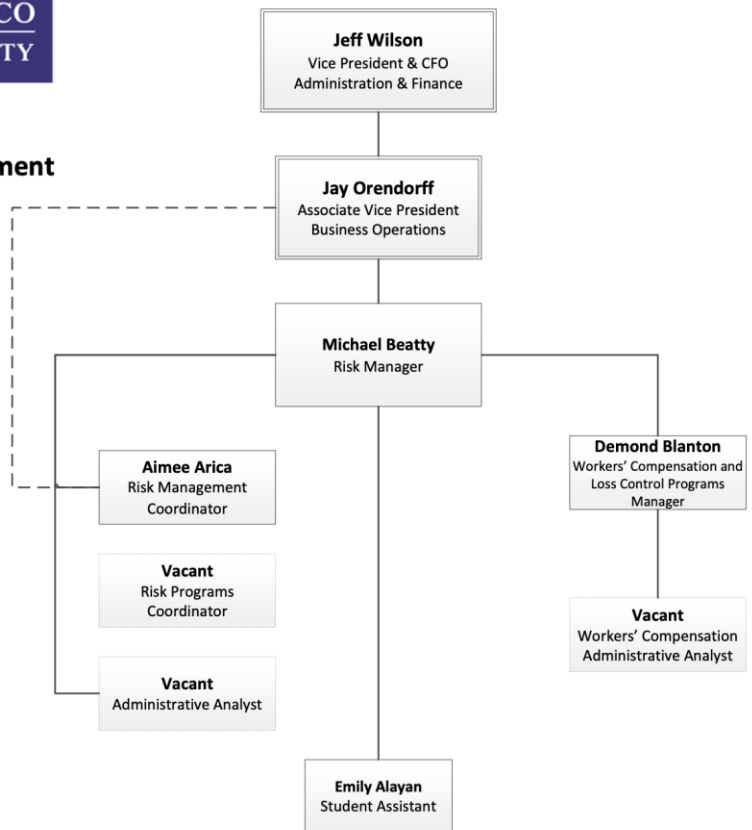 CO
TY
Jeff Wilson
Vice President & CFO
Administration & Finance
ment
Jay Orendorff
Associate Vice President
Business Operations
Michael Beatty
Risk Manager
Aimee Arica
Risk Management
Coordinator
Vacant
Risk Programs
Coordinator
Vacant
Administrative Analyst
Demond Blanton
Workers’ Compensation and
Loss Control Programs
Manager
Vacant
Workers’ Compensation
Administrative Analyst
Emily Alayan
Student Assistant